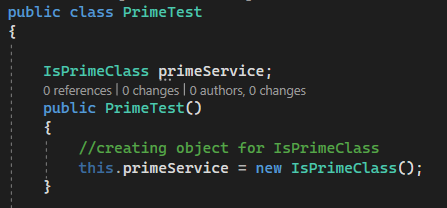 public class PrimeTest
{
IsPrimeClass primeService;
0 references | 0 changes | 0 authors, 0 changes
public PrimeTest()
{
//creating object for IsPrimeClass
this.primeService = new IsPrimeClass();
}